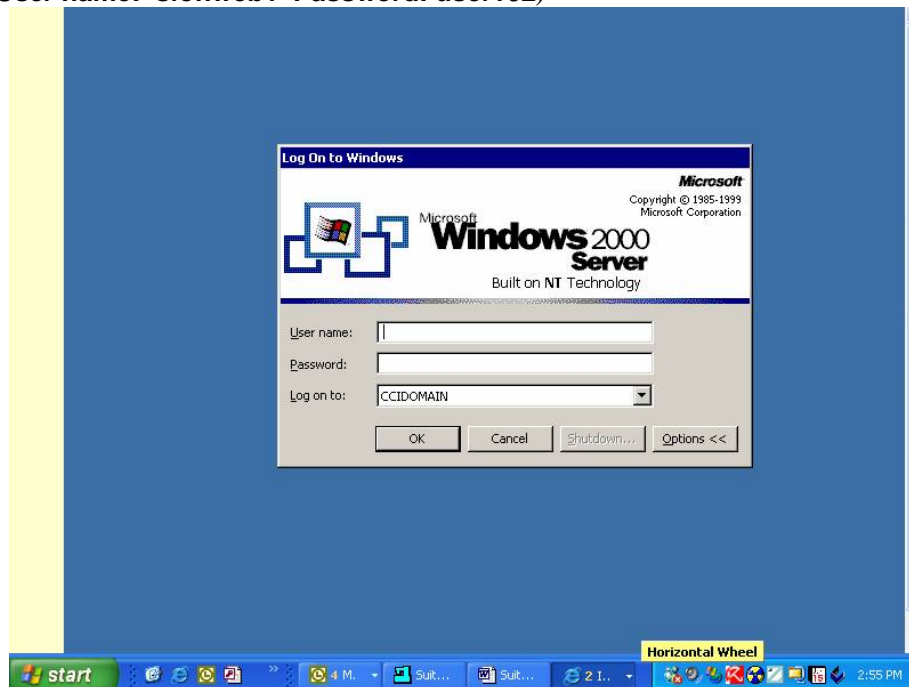 Log On to Windows
Microsoft
Copyright © 1985-1999
Microsoft Corporation
Microsoft
Windows 2000
Server
Built on NT Technology
User name:
Password:
Log on to: CCIDOMAIN
OK Cancel Shutdown... Options <<
Horizontal Wheel
start 4 M. Suit... Suit... 2 I.. 2:55 PM